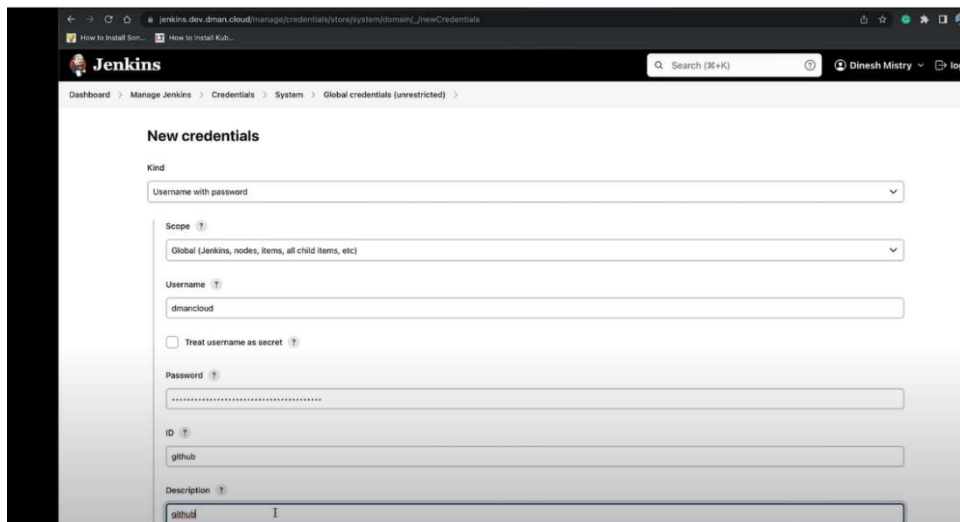 jenkins.dev.dman.cloud/manage/credentials/store/system/domain/_/newCredentials
How to Install Son... How to Install Kub...
Jenkins Search (⌘+K) ? Dinesh Mistry log
Dashboard > Manage Jenkins > Credentials > System > Global credentials (unrestricted) >
New credentials
Kind
Username with password
Scope ?
Global (Jenkins, nodes, items, all child items, etc)
Username ?
dmancloud
Treat username as secret ?
Password ?
ID ?
github
Description ?
github